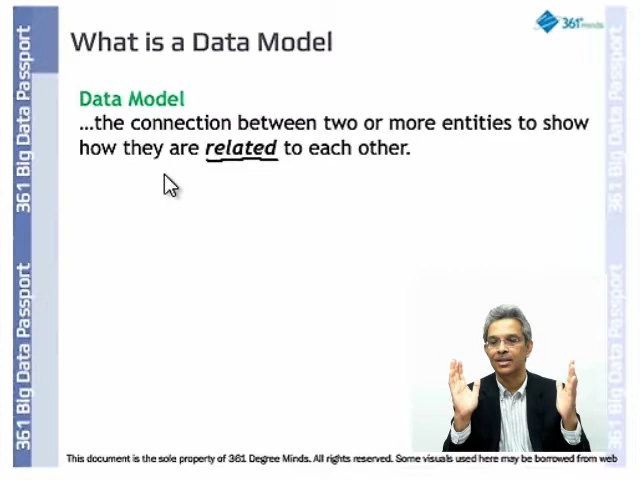 What is a Data Model
361° minds
Data Model
...the connection between two or more entities to show
how they are related to each other.
361 Big Data Passport
361 Big Data Passport
361 Big Data Passport
361 Big Data Passport
This document is the sole property of 361 Degree Minds. All rights reserved. Some visuals used here may be borrowed from web